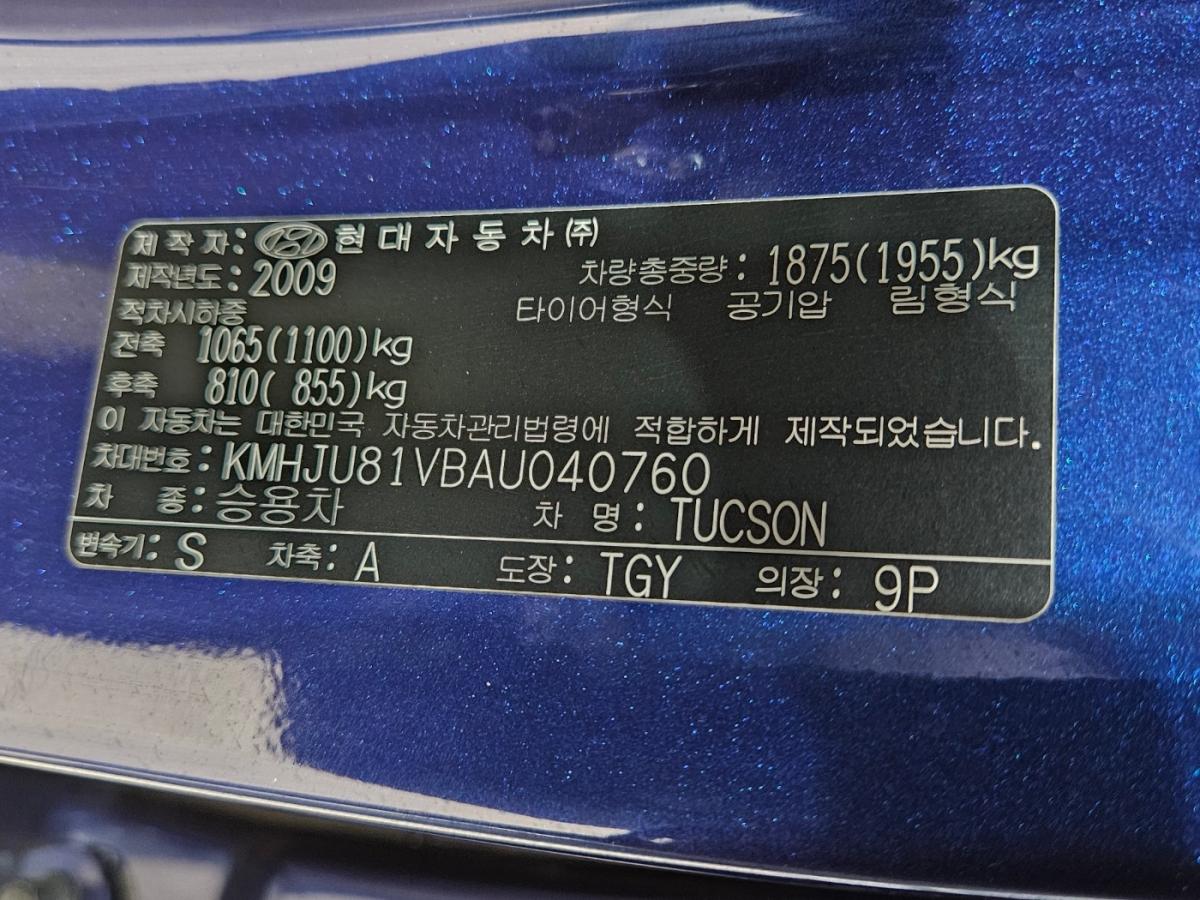 제 작 자: 현 대 자 동 차 ㈜
제작년도: 2009 차량총중량: 1875(1955)kg
적차시하중 타이어형식 공기압 림형식
전축 1065(1100)kg
후축 810( 855)kg
이 자동차는 대한민국 자동차관리법령에 적합하게 제작되었습니다.
차대번호: KMHJU81VBAU040760
차 종: 승용차 차 명: TUCSON
변속기: S 차축: A 도장: TGY 의장: 9P